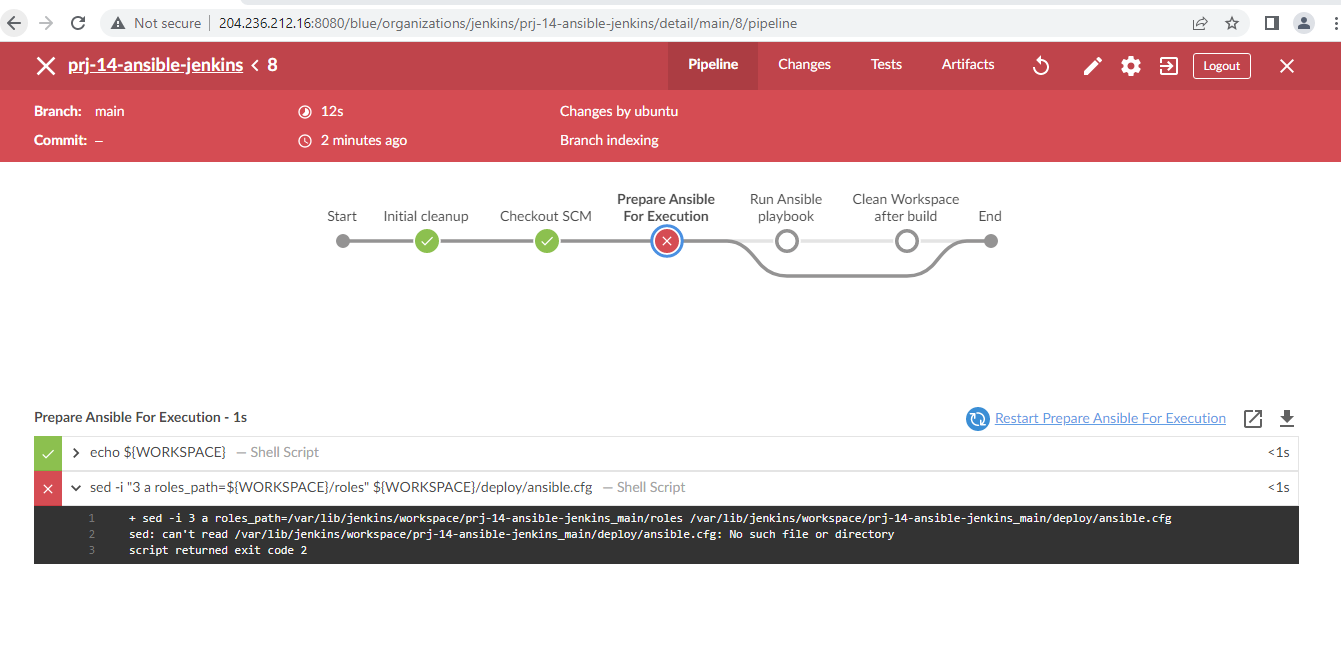 Not secure | 204.236.212.16:8080/blue/organizations/jenkins/prj-14-ansible-jenkins/detail/main/8/pipeline
prj-14-ansible-jenkins < 8 Pipeline Changes Tests Artifacts Logout
Branch: main 12s Changes by ubuntu
Commit: – 2 minutes ago Branch indexing
Start Initial cleanup Checkout SCM Prepare Ansible For Execution Run Ansible playbook Clean Workspace after build End
Prepare Ansible For Execution - 1s Restart Prepare Ansible For Execution
echo ${WORKSPACE} — Shell Script <1s
sed -i "3 a roles_path=${WORKSPACE}/roles" ${WORKSPACE}/deploy/ansible.cfg — Shell Script <1s
1 + sed -i 3 a roles_path=/var/lib/jenkins/workspace/prj-14-ansible-jenkins_main/roles /var/lib/jenkins/workspace/prj-14-ansible-jenkins_main/deploy/ansible.cfg
2 sed: can't read /var/lib/jenkins/workspace/prj-14-ansible-jenkins_main/deploy/ansible.cfg: No such file or directory
3 script returned exit code 2